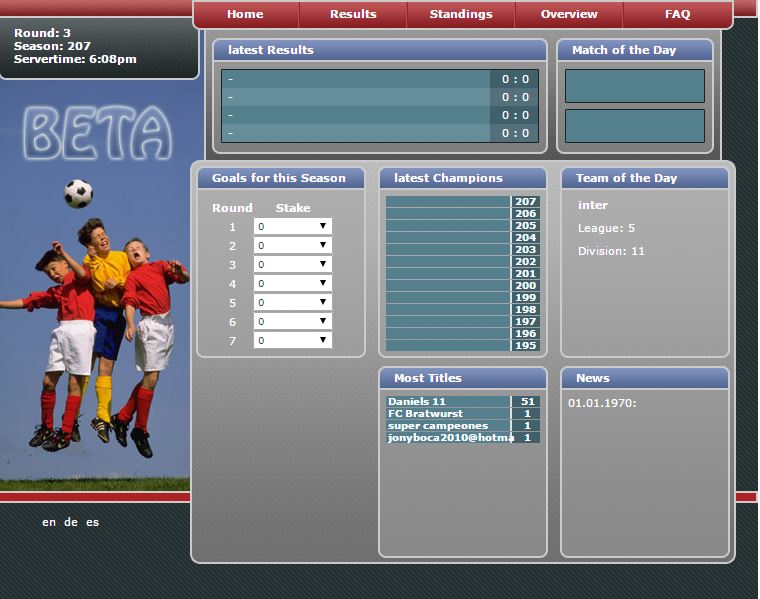 Home Results Standings Overview FAQ
Round: 3
Season: 207
Servertime: 6:08pm
BETA
latest Results
- 0 : 0
- 0 : 0
- 0 : 0
- 0 : 0
Match of the Day
Goals for this Season
Round Stake
1 0
2 0
3 0
4 0
5 0
6 0
7 0
latest Champions
207
206
205
204
203
202
201
200
199
198
197
196
195
Team of the Day
inter
League: 5
Division: 11
Most Titles
Daniels 11 51
FC Bratwurst 1
super campeones 1
jonyboca2010@hotma 1
News
01.01.1970:
en de es